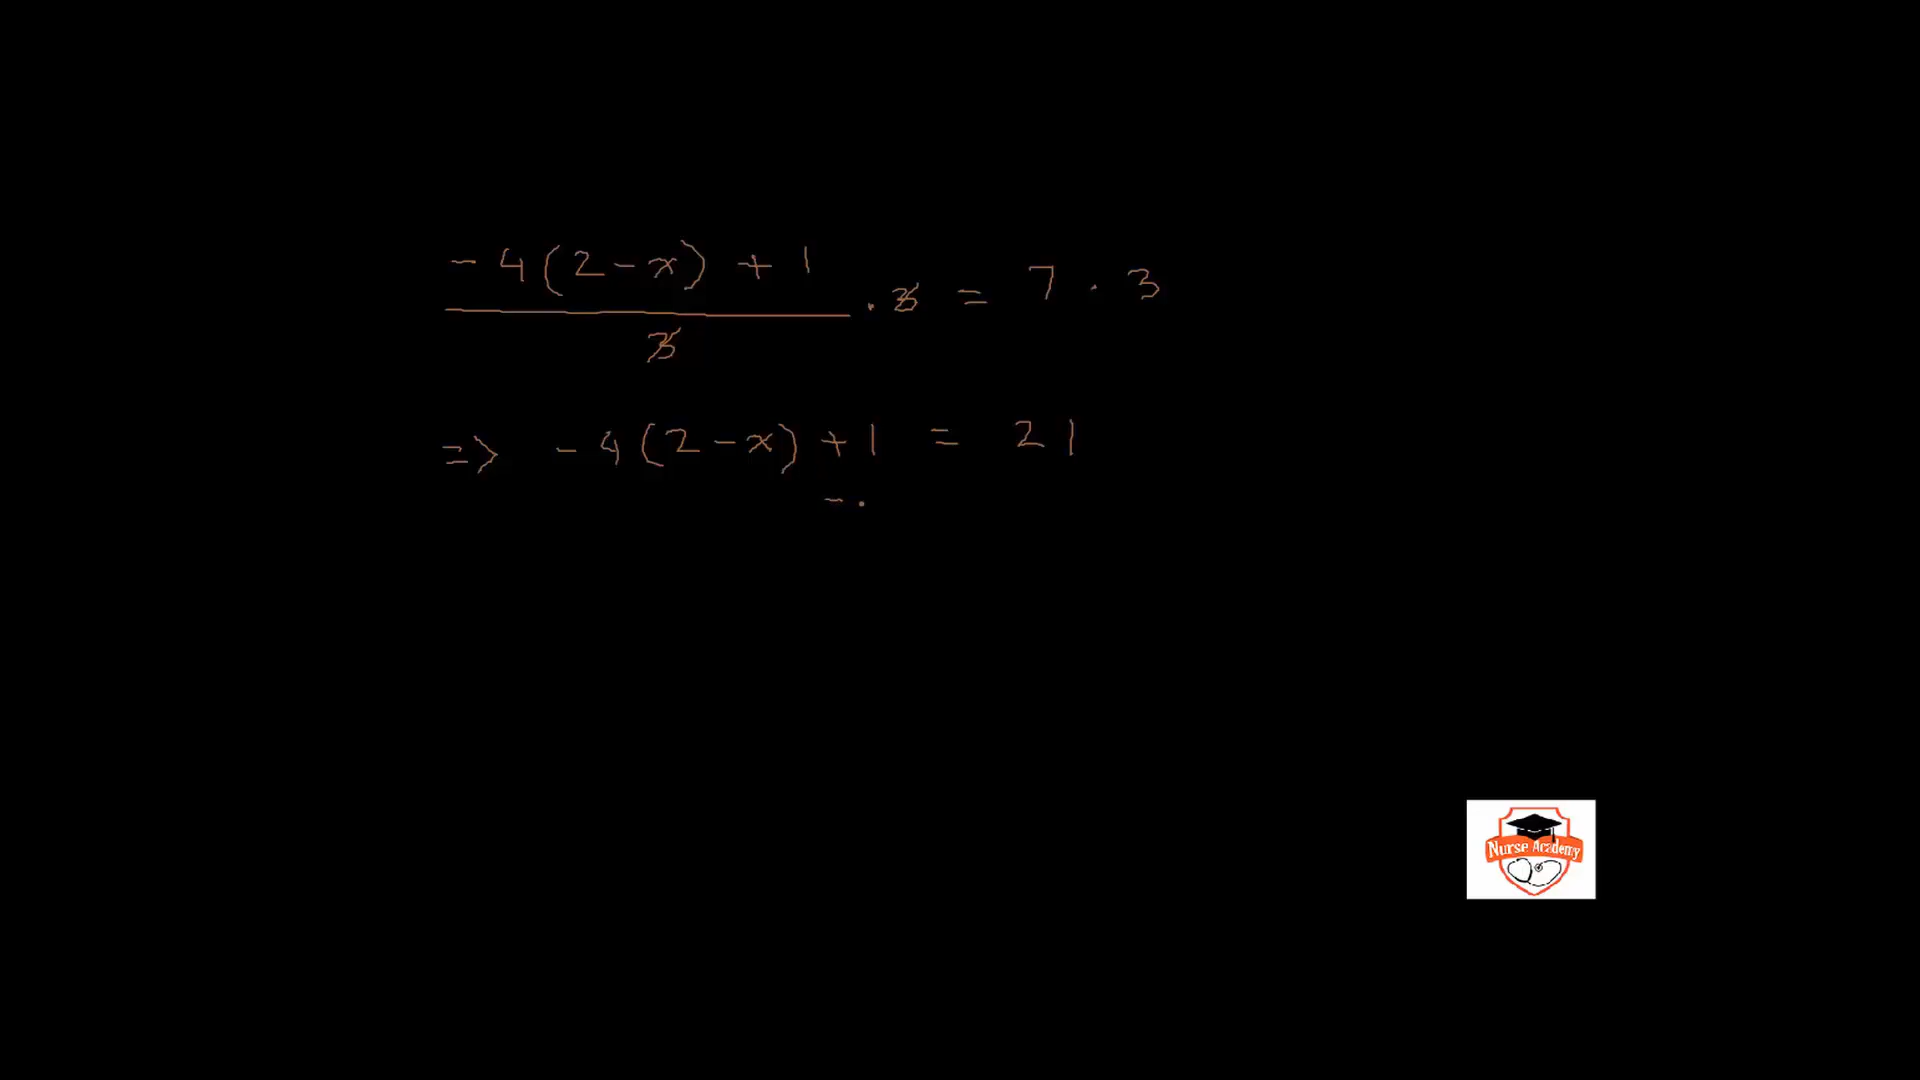 - 4(2-x) + 1
3
. 3 = 7 . 3
=> - 4(2-x) + 1 = 21
- .
Nurse Academy